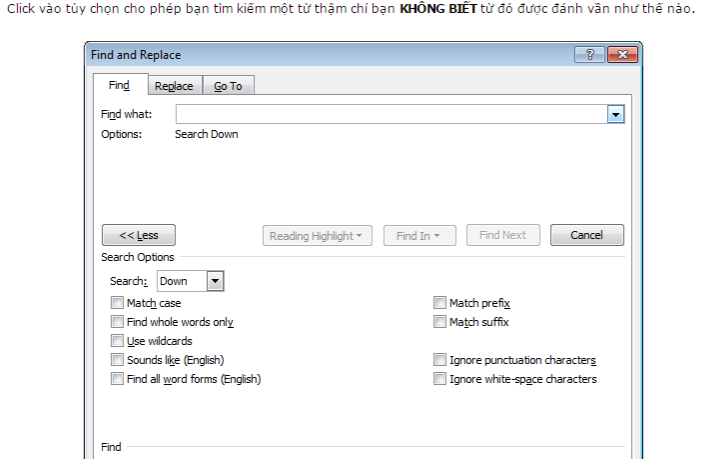 Click vào tùy chọn cho phép bạn tìm kiếm một từ thậm chí bạn KHÔNG BIẾT từ đó được đánh vần như thế nào.
Find and Replace
Find Replace Go To
Find what:
Options: Search Down
<< Less Reading Highlight Find In Find Next Cancel
Search Options
Search: Down
Match case Match prefix
Find whole words only Match suffix
Use wildcards
Sounds like (English) Ignore punctuation characters
Find all word forms (English) Ignore white-space characters
Find